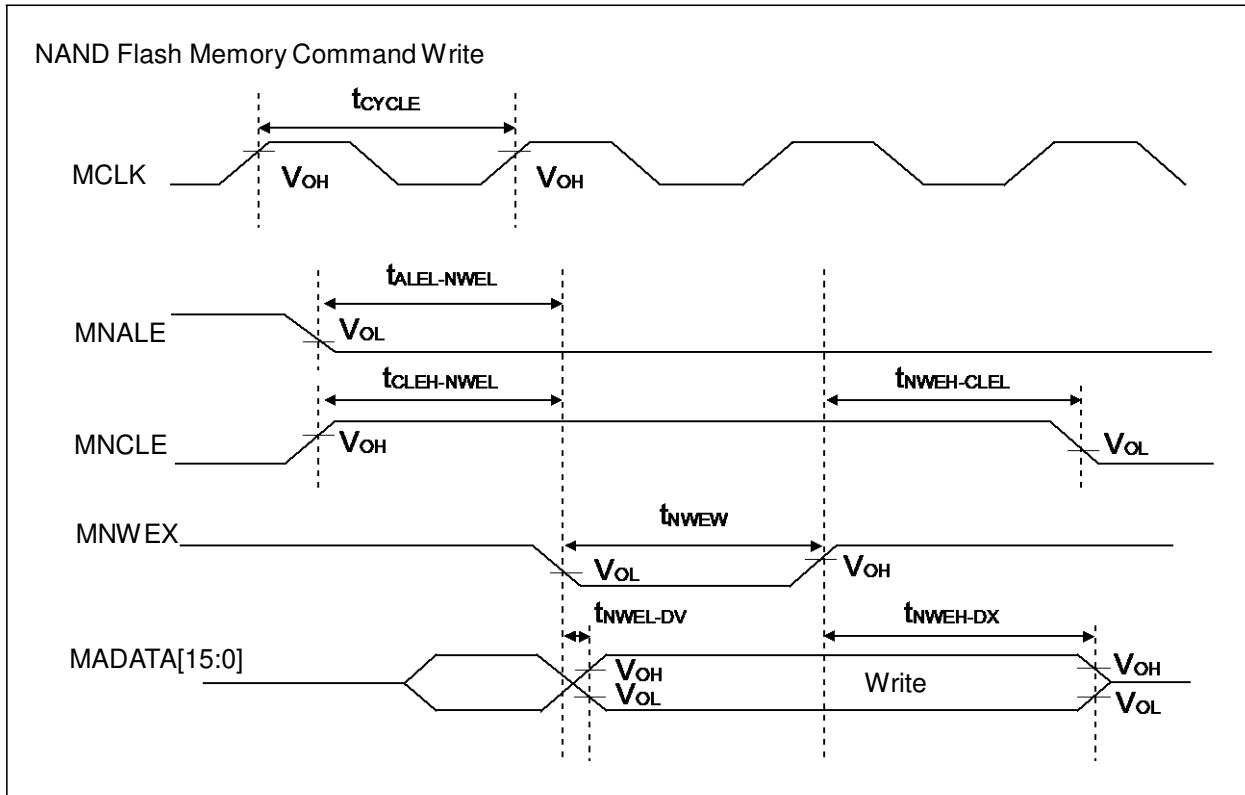 NAND Flash Memory Command Write
tCYCLE
MCLK
VOH
VOH
tALEL-NWEL
MNALE
VOL
tCLEH-NWEL
tNWEH-CLEL
MNCLE
VOH
VOL
tNWEW
MNWEX
VOL
VOH
tNWEL-DV
tNWEH-DX
MADATA[15:0]
VOH
VOL
Write
VOH
VOL